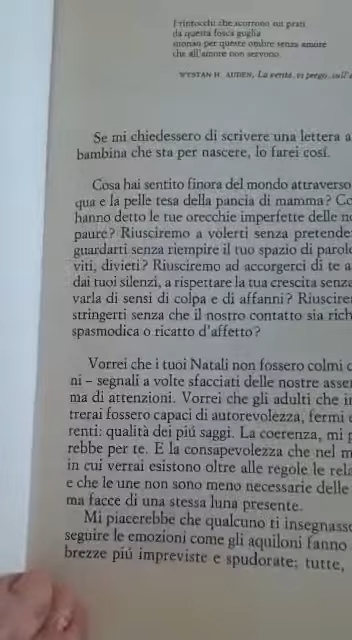 che scorrono sui prati
da questa fosca guglia
monào per queste ombre senza amore
che all'amore non servono.
WYSTAN H. AUDEN, La verità, vi prego, sull'a
Se mi chiedessero di scrivere una lettera a
bambina che sta per nascere, lo farei cosí.
Cosa hai sentito finora del mondo attraverso
qua e la pelle tesa della pancia di mamma? Co
hanno detto le tue orecchie imperfette delle no
paure? Riusciremo a volerti senza pretende
guardarti senza riempire il tuo spazio di parole
viti, divieti? Riusciremo ad accorgerci di te a
dai tuoi silenzi, a rispettare la tua crescita senza
varla di sensi di colpa e di affanni? Riuscire
stringerti senza che il nostro contatto sia rich
spasmodica o ricatto d'affetto?
Vorrei che i tuoi Natali non fossero colmi d
ni – segnali a volte sfacciati delle nostre asse
ma di attenzioni. Vorrei che gli adulti che i
trerai fossero capaci di autorevolezza, fermi e
renti: qualità dei piú saggi. La coerenza, mi p
rebbe per te. E la consapevolezza che nel m
in cui verrai esistono oltre alle regole le rela
e che le une non sono meno necessarie delle
ma facce di una stessa luna presente.
Mi piacerebbe che qualcuno ti insegnasse
seguire le emozioni come gli aquiloni fanno
brezze piú impreviste e spudorate; tutte,